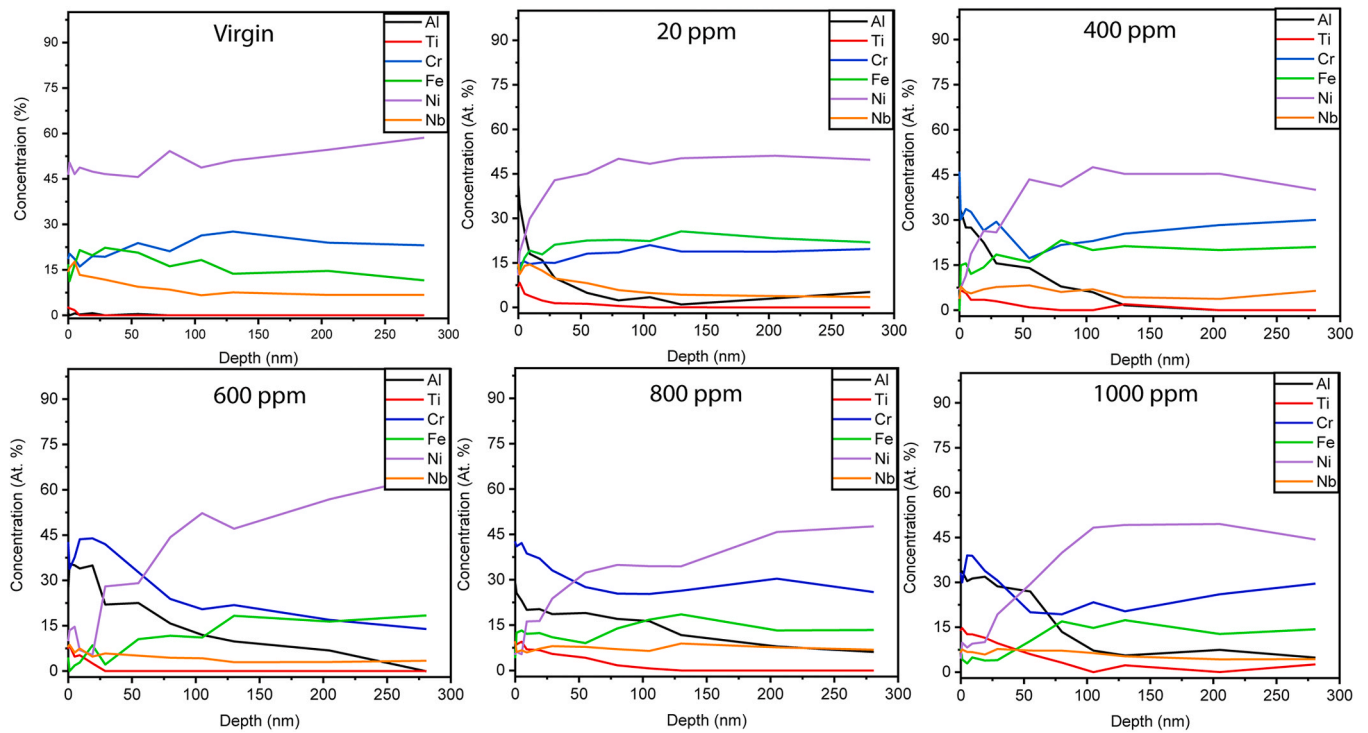 Virgin
Al
Ti
Cr
Fe
Ni
Nb
90
75
60
45
30
15
0
Concentraion (%)
0 50 100 150 200 250 300
Depth (nm)
20 ppm
Al
Ti
Cr
Fe
Ni
Nb
90
75
60
45
30
15
0
Concentration (At. %)
0 50 100 150 200 250 300
Depth (nm)
400 ppm
Al
Ti
Cr
Fe
Ni
Nb
90
75
60
45
30
15
0
Concentration (At. %)
0 50 100 150 200 250 300
Depth (nm)
600 ppm
Al
Ti
Cr
Fe
Ni
Nb
90
75
60
45
30
15
0
Concentration (At. %)
0 50 100 150 200 250 300
Depth (nm)
800 ppm
Al
Ti
Cr
Fe
Ni
Nb
90
75
60
45
30
15
0
Concentration (At. %)
0 50 100 150 200 250 300
Depth (nm)
1000 ppm
Al
Ti
Cr
Fe
Ni
Nb
90
75
60
45
30
15
0
Concentration (At. %)
0 50 100 150 200 250 300
Depth (nm)